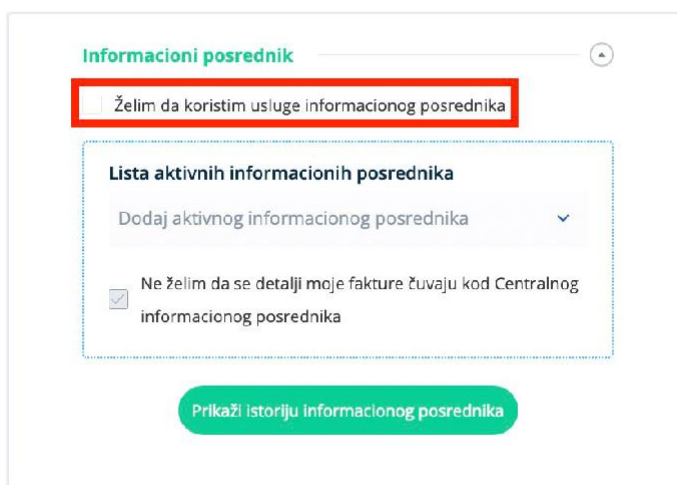 Informacioni posrednik
Želim da koristim usluge informacionog posrednika
Lista aktivnih informacionih posrednika
Dodaj aktivnog informacionog posrednika
Ne želim da se detalji moje fakture čuvaju kod Centralnog
informacionog posrednika
Prikaži istoriju informacionog posrednika